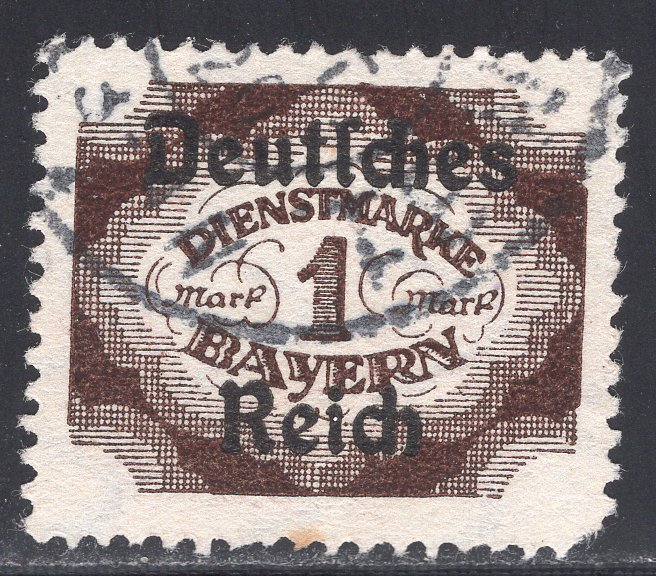 Deutſches
DIENSTMARKE
Mark 1 Mark
BAYERN
Reich